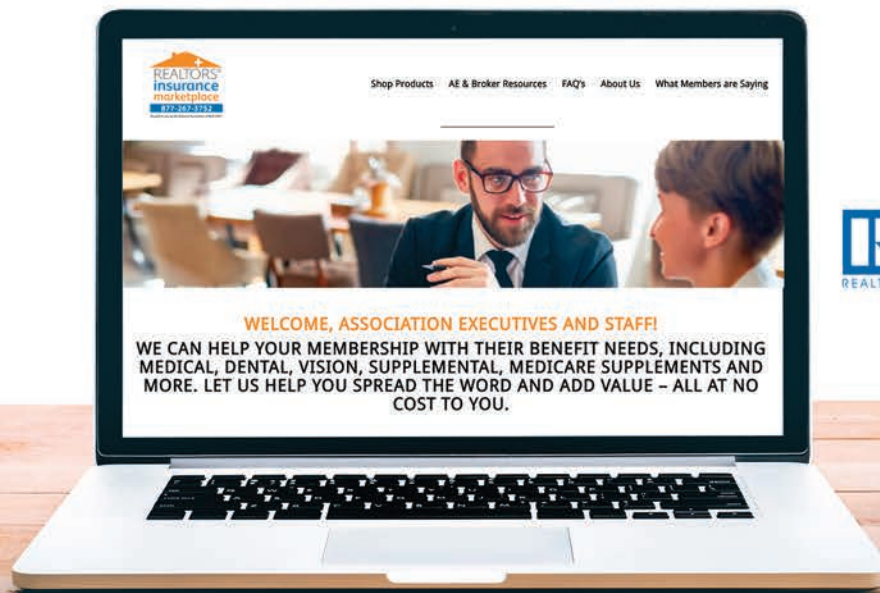 REALTORS®
insurance
marketplace
877-267-3752
Shop Products AE & Broker Resources FAQ's About Us What Members are Saying
WELCOME, ASSOCIATION EXECUTIVES AND STAFF!
WE CAN HELP YOUR MEMBERSHIP WITH THEIR BENEFIT NEEDS, INCLUDING
MEDICAL, DENTAL, VISION, SUPPLEMENTAL, MEDICARE SUPPLEMENTS AND
MORE. LET US HELP YOU SPREAD THE WORD AND ADD VALUE – ALL AT NO
COST TO YOU.